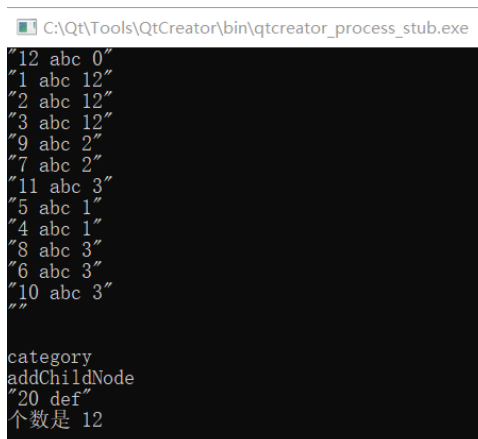 C:\Qt\Tools\QtCreator\bin\qtcreator_process_stub.exe
"12 abc 0"
"1 abc 12"
"2 abc 12"
"3 abc 12"
"9 abc 2"
"7 abc 2"
"11 abc 3"
"5 abc 1"
"4 abc 1"
"8 abc 3"
"6 abc 3"
"10 abc 3"
""
category
addChildNode
"20 def"
个数是 12